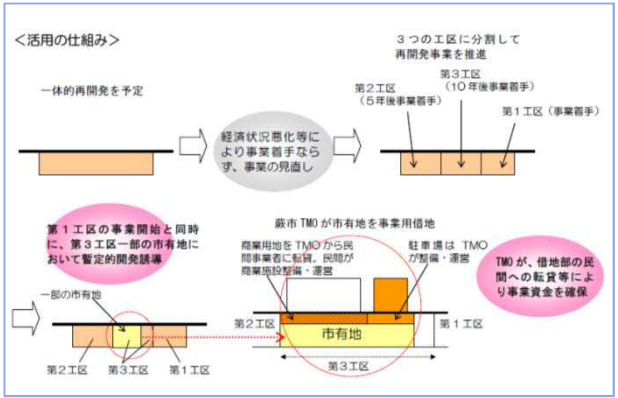 ＜活用の仕組み＞
一体的再開発を予定
経済状況悪化等に
より事業着手なら
ず、事業の見直し
３つの工区に分割して
再開発事業を推進
第２工区
（５年後事業着手）
第３工区
（10年後事業着手）
第１工区（事業着手）
第１工区の事業開始と同時
に、第３工区一部の市有地に
おいて暫定的開発誘導
一部の市有地
第２工区
第３工区
第１工区
蕨市TMOが市有地を事業用借地
商業用地をTMOから民
間事業者に転貸。民間が
商業施設整備・運営
駐車場は TMO
が整備・運営
第２工区
市有地
第１工区
第３工区
TMOが、借地部の民
間への転貸等によ
り事業資金を確保